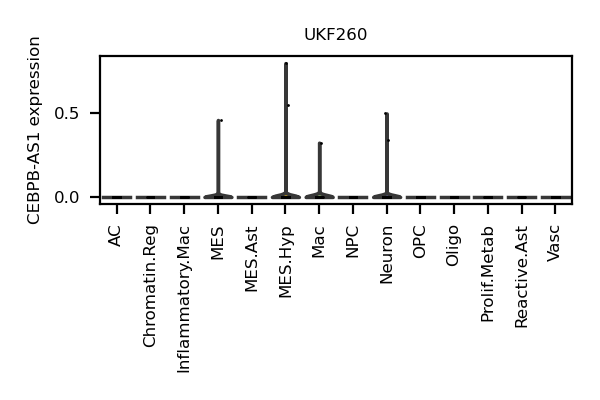 UKF260
CEBPB-AS1 expression
0.5
0.0
AC
Chromatin.Reg
Inflammatory.Mac
MES
MES.Ast
MES.Hyp
Mac
NPC
Neuron
OPC
Oligo
Prolif.Metab
Reactive.Ast
Vasc